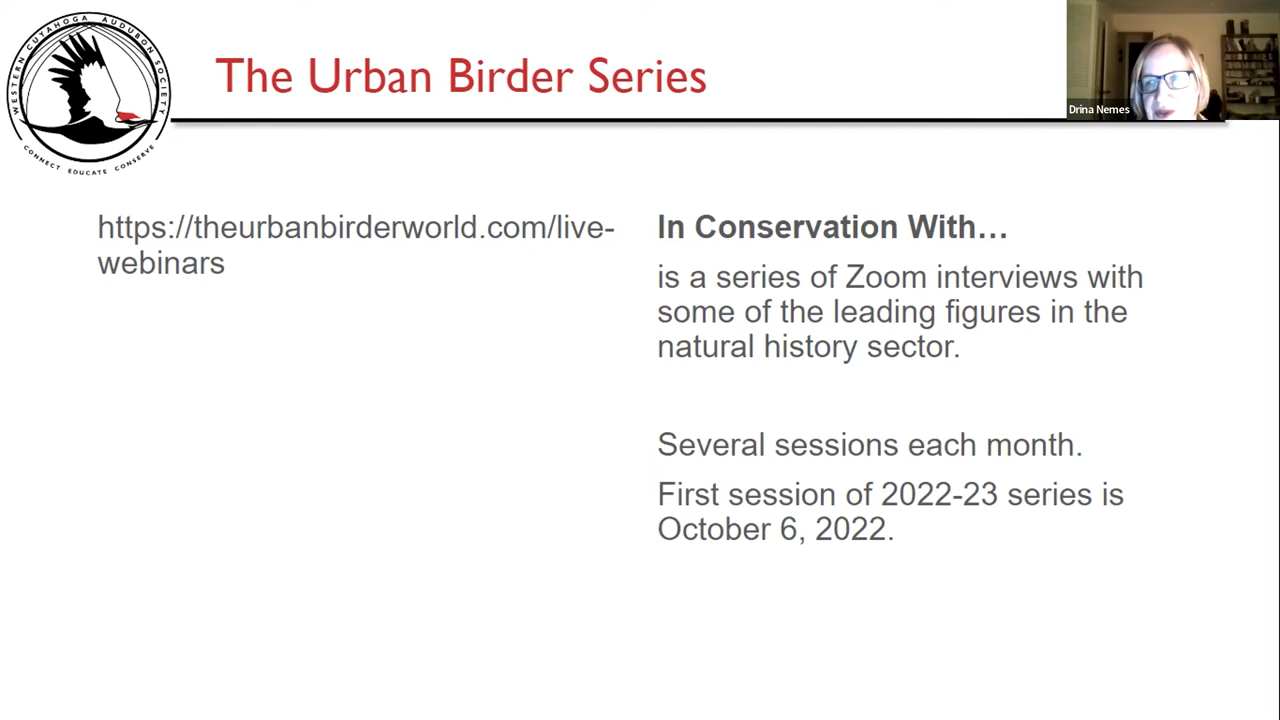 WESTERN CUYAHOGA AUDUBON SOCIETY
CONNECT EDUCATE CONSERVE
The Urban Birder Series
Drina Nemes
https://theurbanbirderworld.com/live-
webinars
In Conservation With…
is a series of Zoom interviews with
some of the leading figures in the
natural history sector.
Several sessions each month.
First session of 2022-23 series is
October 6, 2022.